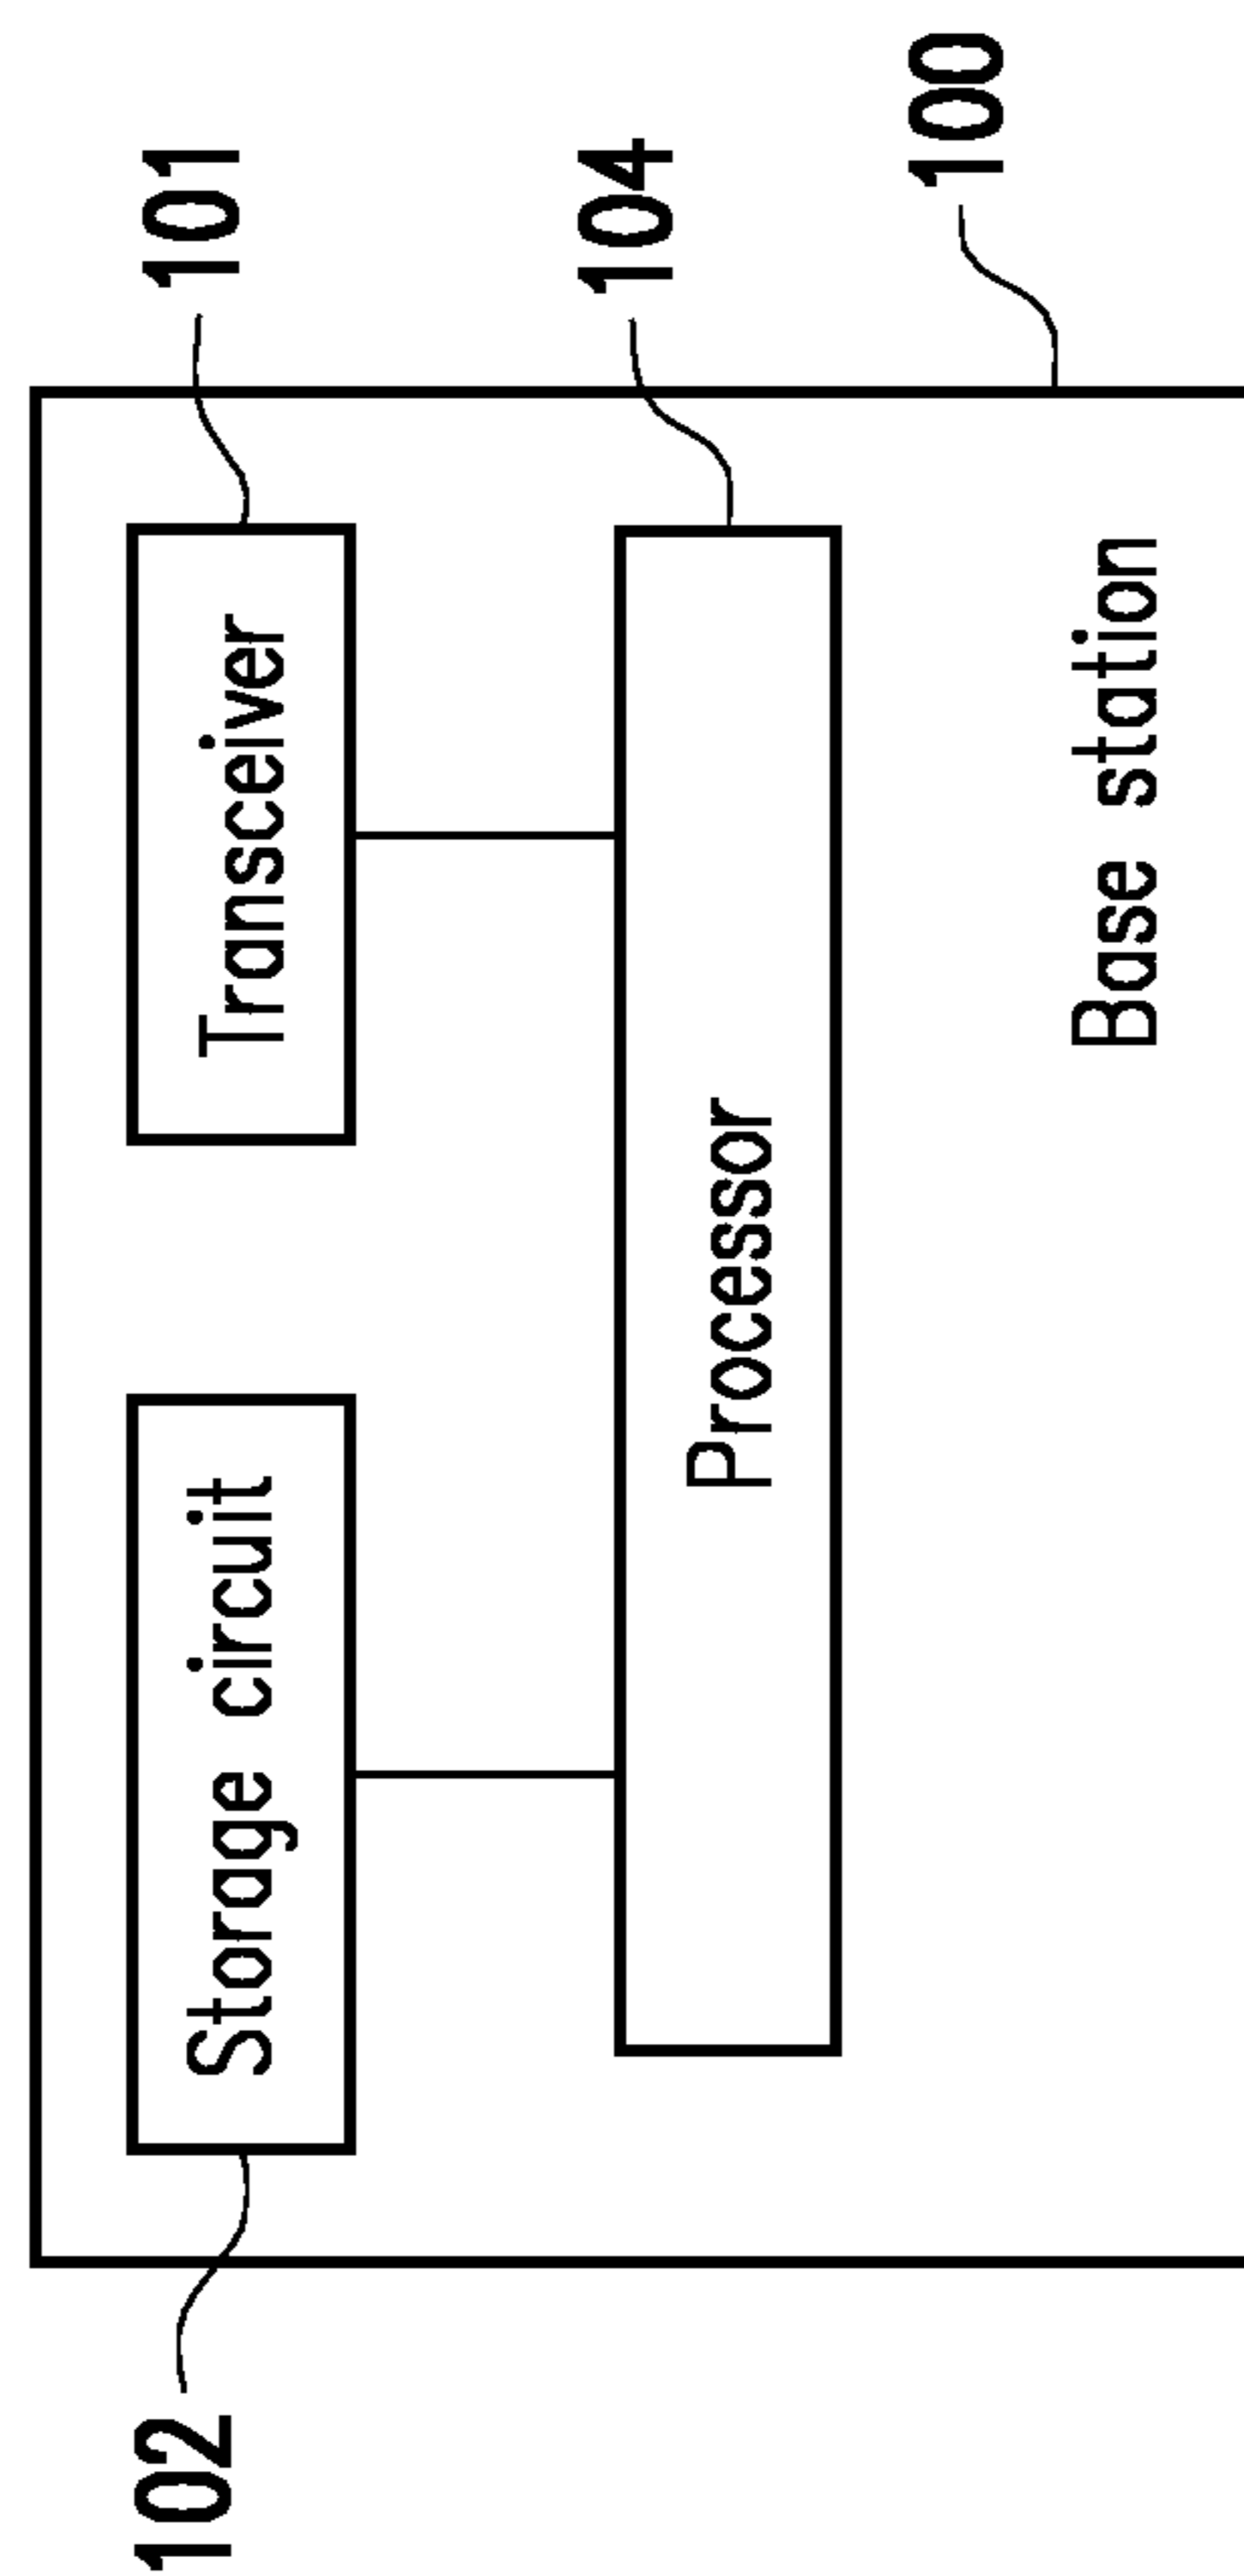 102
Storage circuit
Transceiver
101
Processor
104
Base station
100